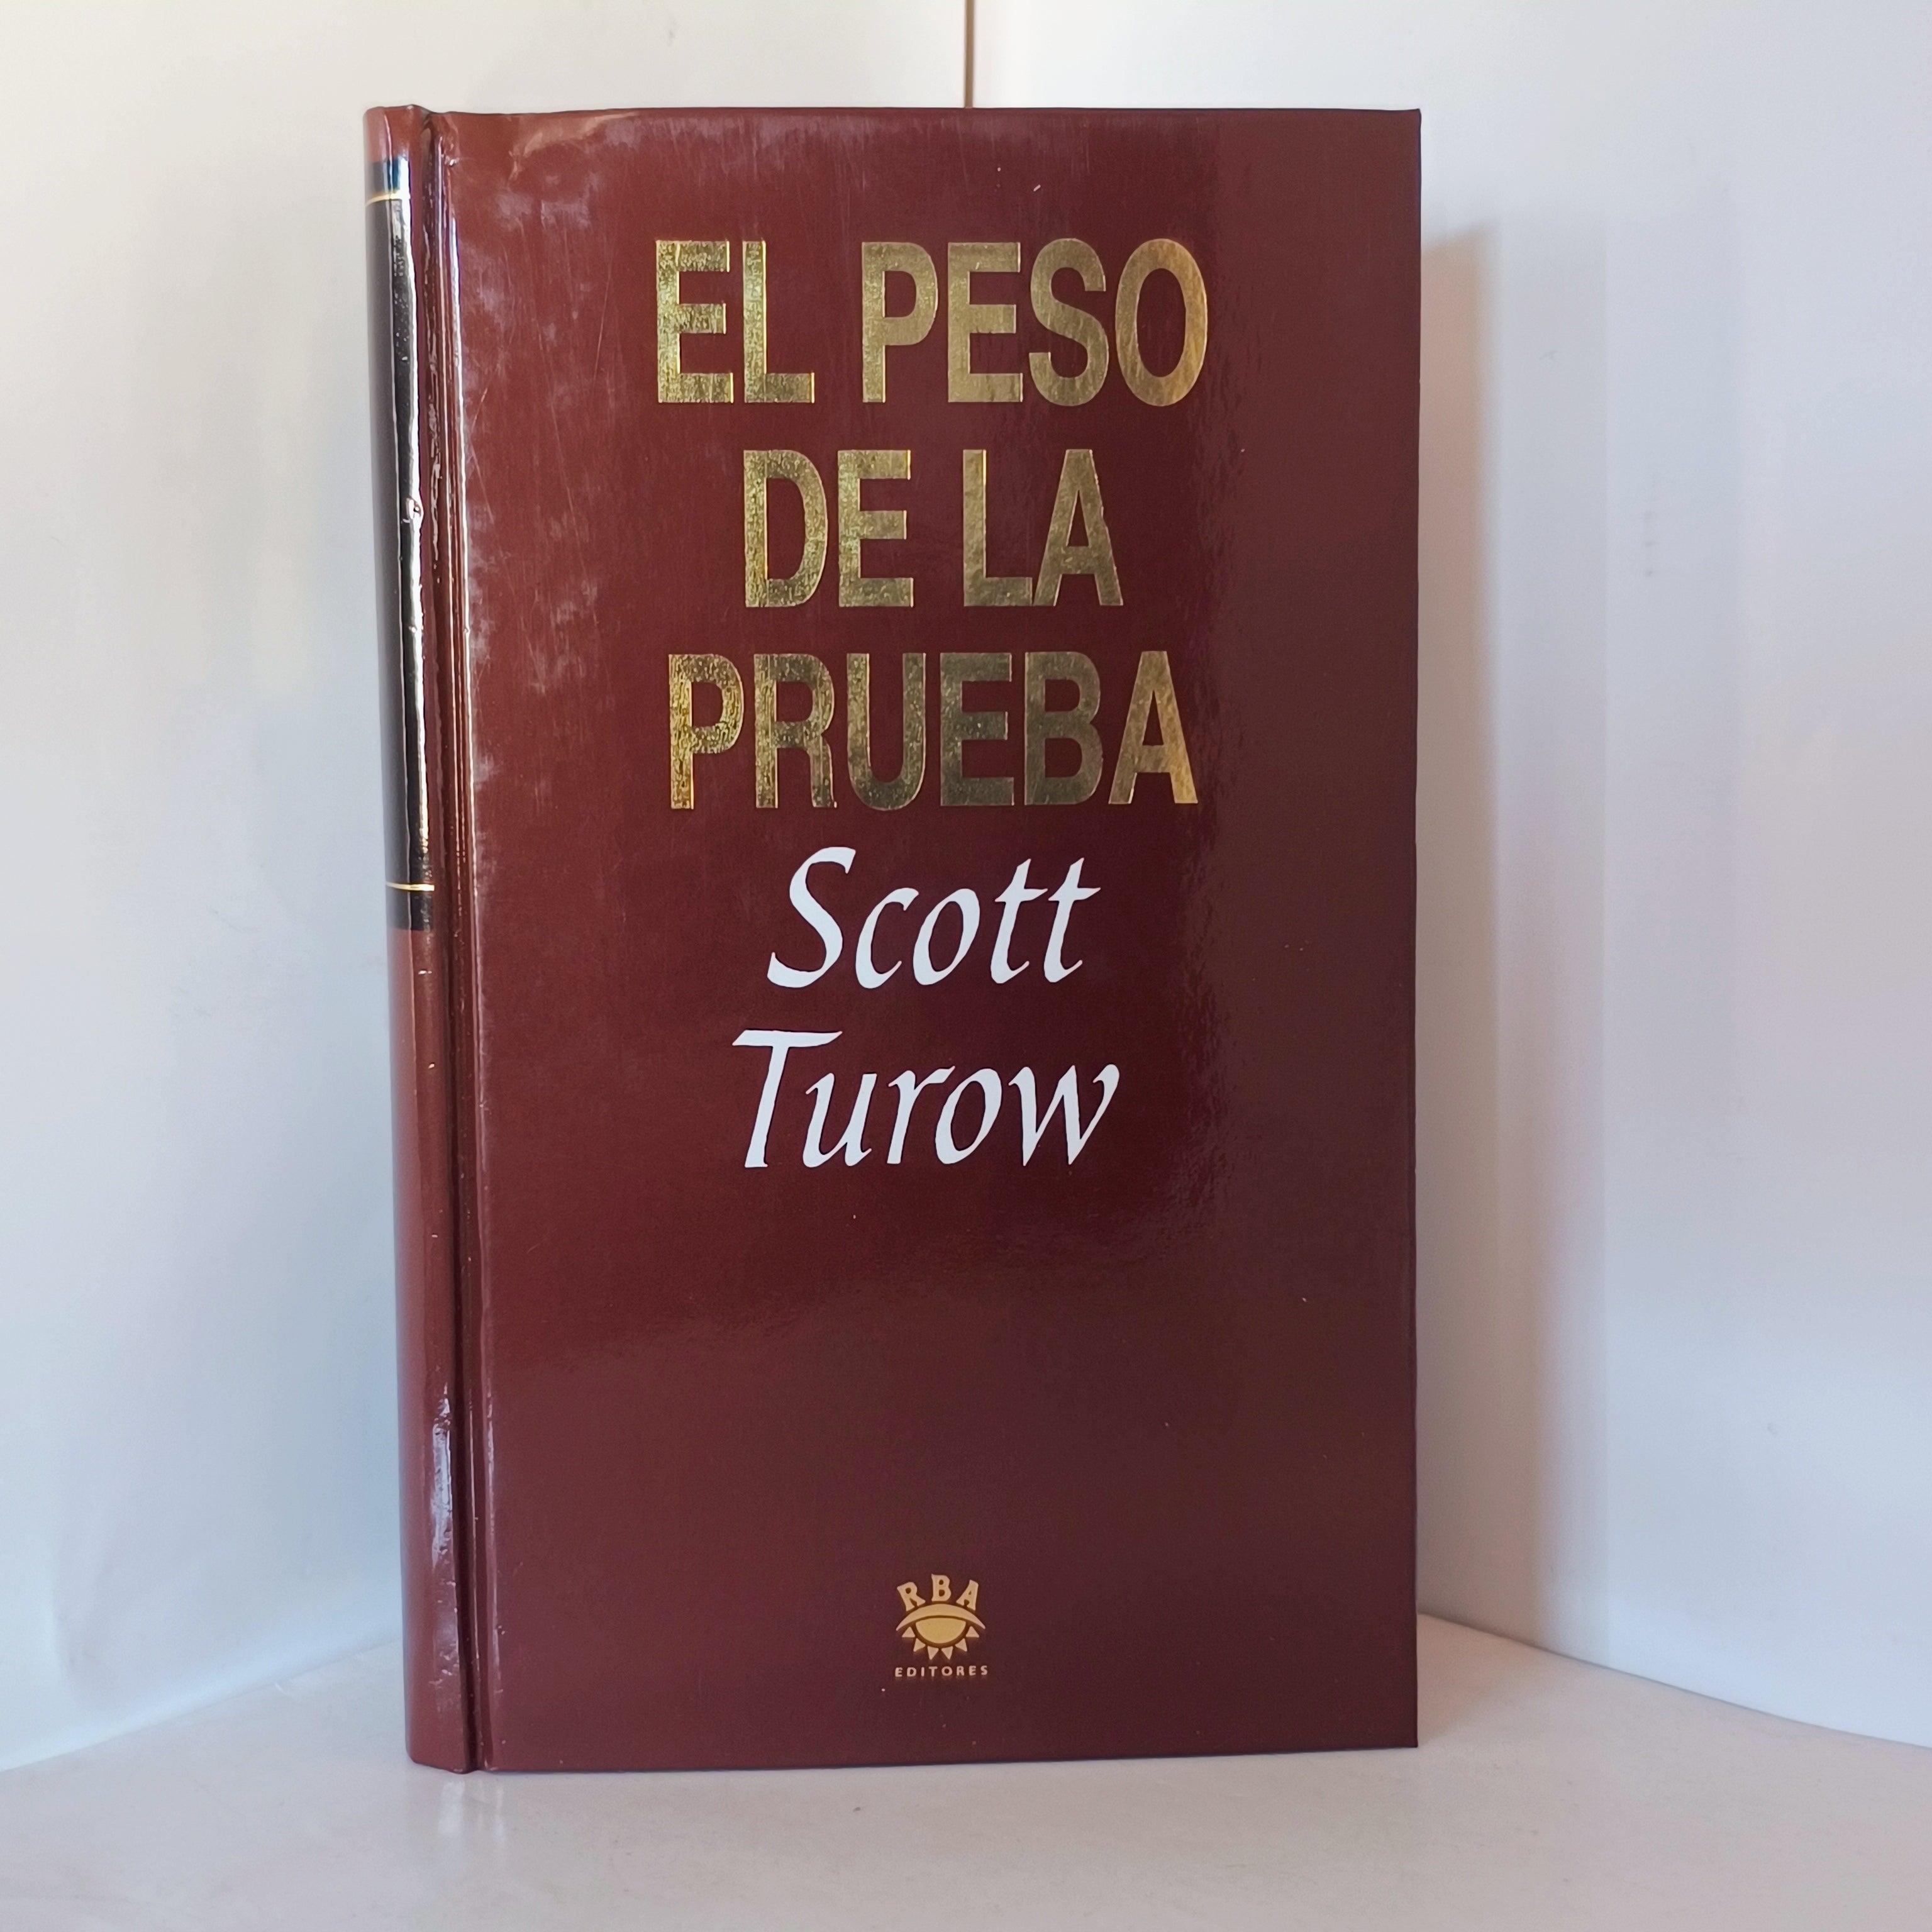 EL PESO
DE LA
PRUEBA
Scott
Turow
RBA
EDITORES